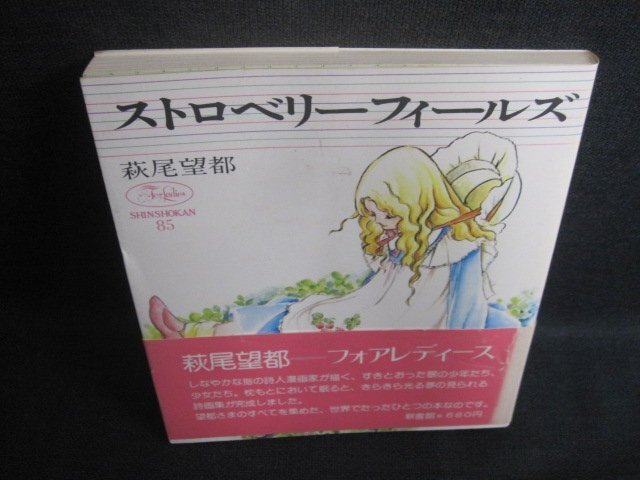 ストロベリーフィールズ
萩尾望都
For Ladies
SHINSHOKAN
85
萩尾望都──フォアレディース
しなやかな指の詩人漫画家が描く、すきとおった歌の少年たち、
少女たち。枕もとにおいて眠ると、きらきら光る夢の見られる
詩画集が完成しました。
望都さまのすべてを集めた、世界でたったひとつの本なのです。
新書館●680円